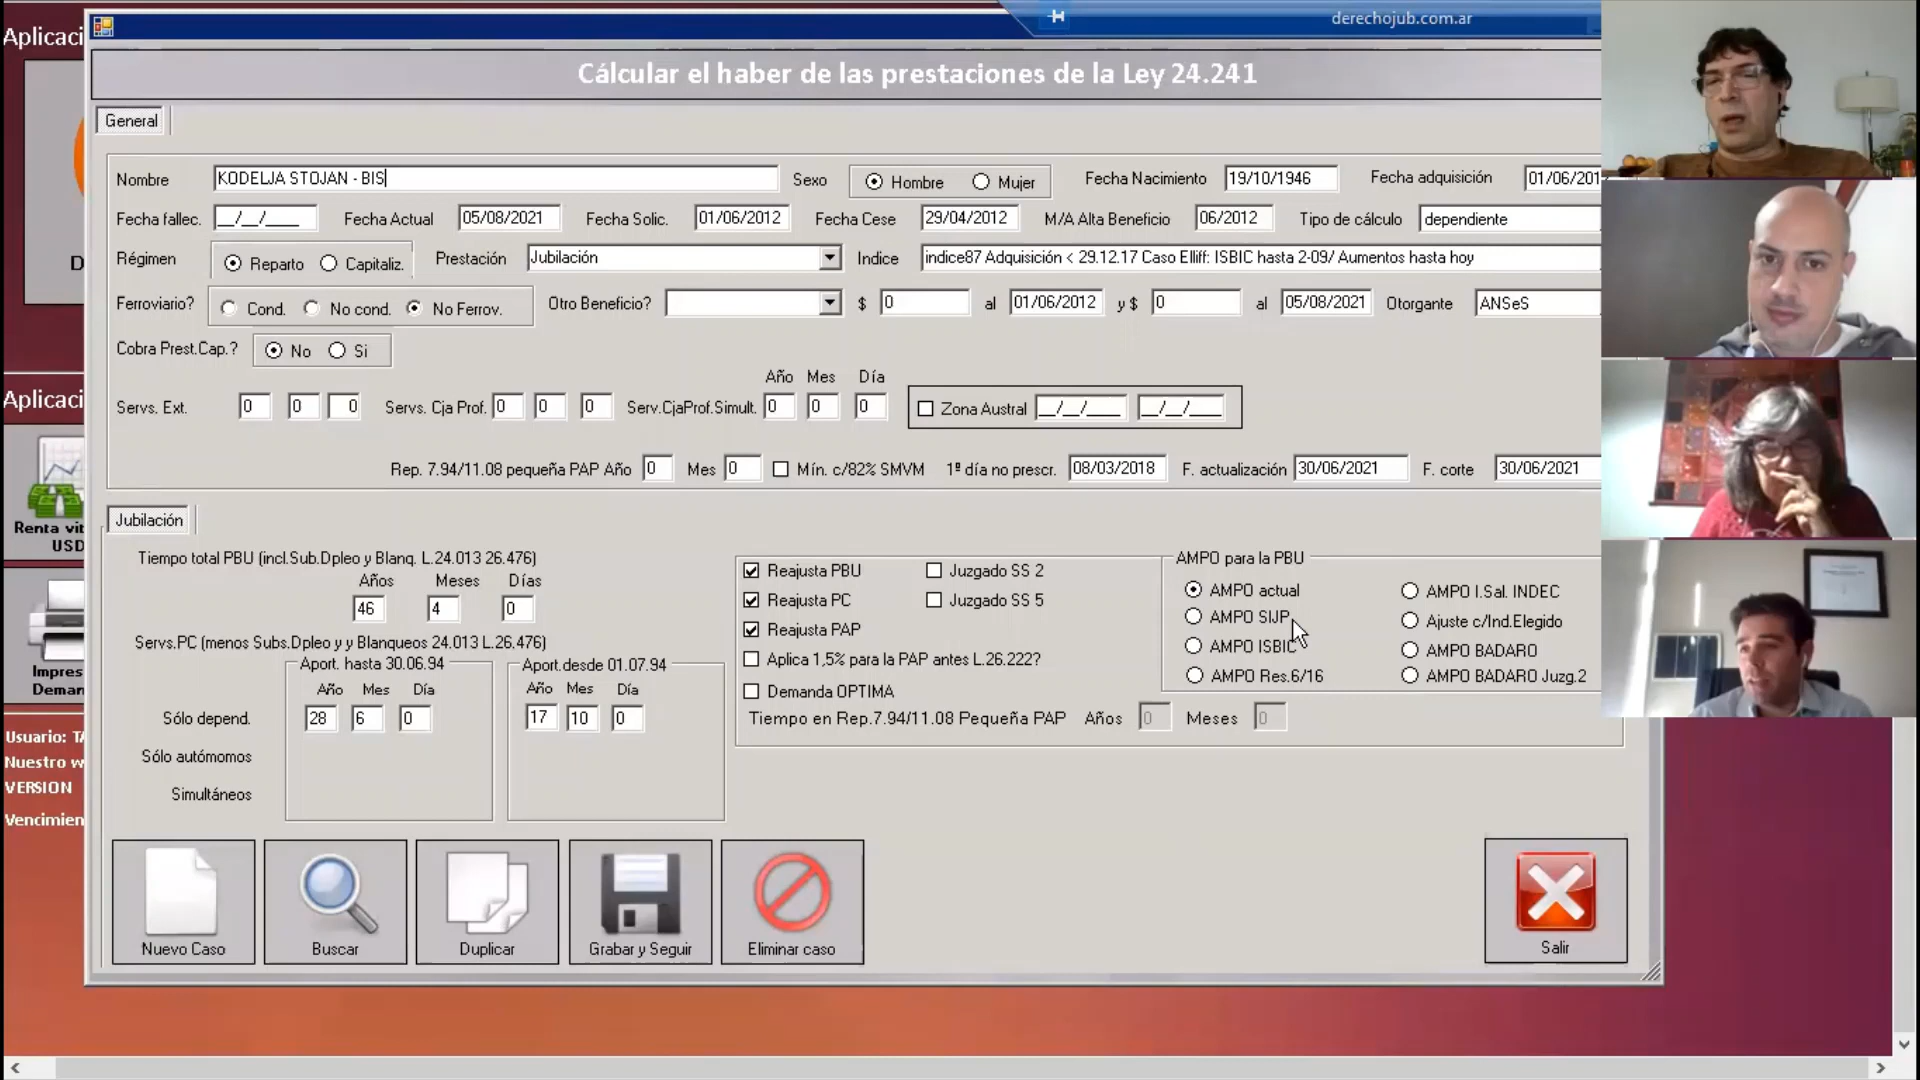 derechojub.com.ar
Aplicaci
Cálcular el haber de las prestaciones de la Ley 24.241
General
Nombre KODELJA STOJAN - BIS Sexo Hombre Mujer Fecha Nacimiento 19/10/1946 Fecha adquisición 01/06/201
Fecha fallec. __/__/____ Fecha Actual 05/08/2021 Fecha Solic. 01/06/2012 Fecha Cese 29/04/2012 M/A Alta Beneficio 06/2012 Tipo de cálculo dependiente
Régimen Reparto Capitaliz. Prestación Jubilación Indice indice87 Adquisición < 29.12.17 Caso Elliff: ISBIC hasta 2-09/ Aumentos hasta hoy
Ferroviario? Cond. No cond. No Ferrov. Otro Beneficio? $ 0 al 01/06/2012 y $ 0 al 05/08/2021 Otorgante ANSeS
Cobra Prest.Cap.? No Si
Año Mes Día
Servs. Ext. 0 0 0 Servs. Cja Prof. 0 0 0 Serv.CjaProf.Simult. 0 0 0 Zona Austral __/__/____ __/__/____
Rep. 7.94/11.08 pequeña PAP Año 0 Mes 0 Mín. c/82% SMVM 1º día no prescr. 08/03/2018 F. actualización 30/06/2021 F. corte 30/06/2021
Jubilación
Tiempo total PBU (incl.Sub.Dpleo y Blanq. L.24.013 26.476)
Años Meses Días
46 4 0
Servs.PC (menos Subs.Dpleo y y Blanqueos 24.013 L.26.476)
Aport. hasta 30.06.94 Aport.desde 01.07.94
Año Mes Día Año Mes Día
Sólo depend. 28 6 0 17 10 0
Sólo autómomos
Simultáneos
Reajusta PBU Juzgado SS 2
Reajusta PC Juzgado SS 5
Reajusta PAP
Aplica 1,5% para la PAP antes L.26.222?
Demanda OPTIMA
Tiempo en Rep.7.94/11.08 Pequeña PAP Años 0 Meses 0
AMPO para la PBU
AMPO actual AMPO I.Sal. INDEC
AMPO SIJP Ajuste c/Ind.Elegido
AMPO ISBIC AMPO BADARO
AMPO Res.6/16 AMPO BADARO Juzg.2
Nuevo Caso Buscar Duplicar Grabar y Seguir Eliminar caso Salir
D
Aplicaci
Renta vit
USD
Impres
Deman
Usuario: TA
Nuestro w
VERSION
Vencimien